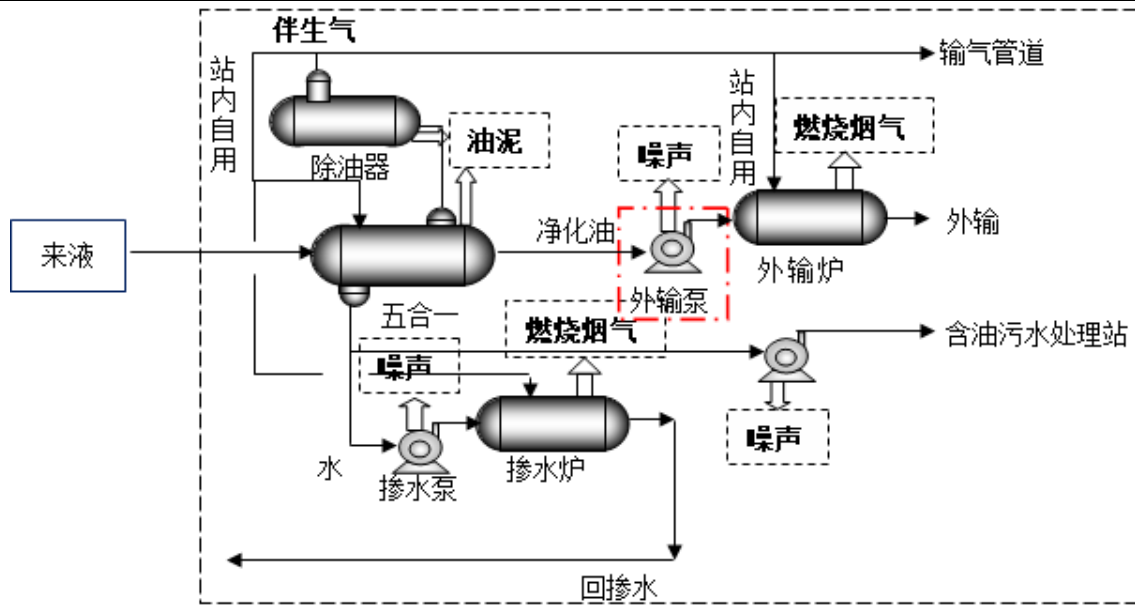 伴生气
输气管道
站内自用
站内自用
燃烧烟气
油泥
噪声
除油器
来液
净化油
外输
外输炉
外输泵
五合一
燃烧烟气
含油污水处理站
噪声
噪声
水
掺水泵
掺水炉
回掺水